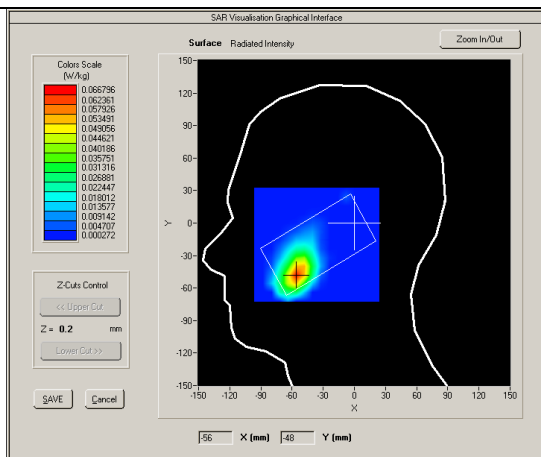 SAR Visualisation Graphical Interface
Surface Radiated Intensity
Zoom In/Out
Colors Scale
(W/kg)
0.066796
0.062361
0.057926
0.053491
0.049056
0.044621
0.040186
0.035751
0.031316
0.026881
0.022447
0.018012
0.013577
0.009142
0.004707
0.000272
Z-Cuts Control
<< Upper Cut
Z = 0.2 mm
Lower Cut >>
SAVE Cancel
150
120
90
60
30
0
-30
-60
-90
-120
-150
Y
-150 -120 -90 -60 -30 0 30 60 90 120 150
X
-56 X (mm) -48 Y (mm)